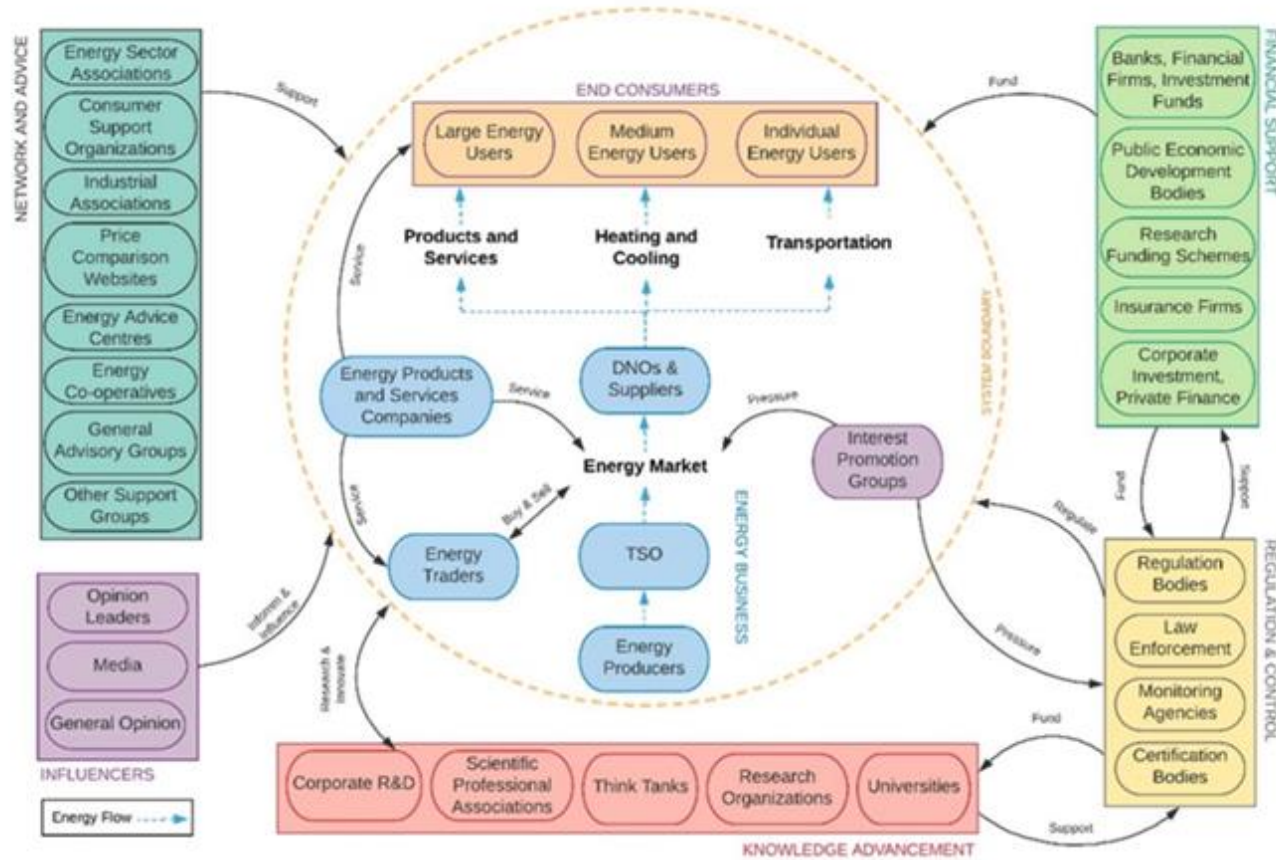 NETWORK AND ADVICE
Energy Sector
Associations
Consumer
Support
Organizations
Industrial
Associations
Price
Comparison
Websites
Energy Advice
Centres
Energy
Co-operatives
General
Advisory Groups
Other Support
Groups
Support
Opinion
Leaders
Media
General Opinion
INFLUENCERS
Energy Flow
END CONSUMERS
Large Energy
Users
Medium
Energy Users
Individual
Energy Users
Products and
Services
Heating and
Cooling
Transportation
Service
Energy Products
and Services
Companies
Service
DNOs &
Suppliers
Pressure
Interest
Promotion
Groups
Energy Market
Service
Buy & Sell
Energy
Traders
TSO
Energy
Producers
ENERGY BUSINESS
SYSTEM BOUNDARY
influence
Research &
Innovate
Fund
FINANCIAL SUPPORT
Banks, Financial
Firms, Investment
Funds
Public Economic
Development
Bodies
Research
Funding Schemes
Insurance Firms
Corporate
Investment,
Private Finance
Fund
Support
Regulate
Pressure
REGULATION & CONTROL
Regulation
Bodies
Law
Enforcement
Monitoring
Agencies
Certification
Bodies
Fund
Support
Corporate R&D
Scientific
Professional
Associations
Think Tanks
Research
Organizations
Universities
KNOWLEDGE ADVANCEMENT